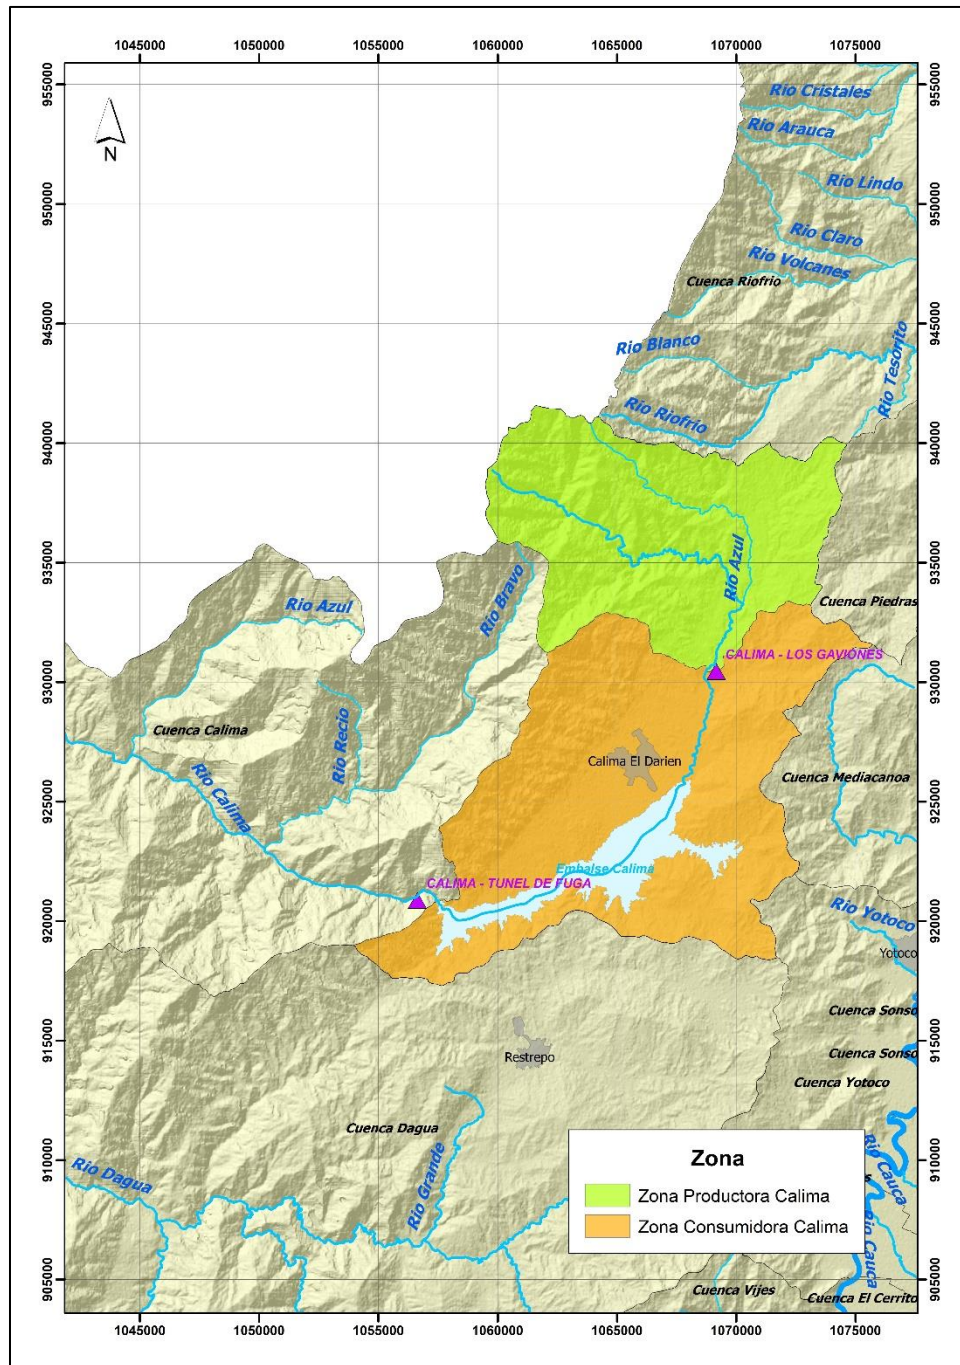 1045000 1050000 1055000 1060000 1065000 1070000 1075000
955000
955000
N
Rio Cristales
Rio Arauca
Rio Lindo
950000
950000
Rio Claro
Rio Volcanes
Cuenca Riofrio
945000
945000
Rio Blanco
Rio Tesorito
Rio Riofrío
940000
940000
935000
935000
Rio Azul
Rio Bravo
Rio Azul
Cuenca Piedras
CALIMA - LOS GAVIONES
930000
930000
Cuenca Calima
Rio Recio
Calima El Darien
Cuenca Mediacanoa
925000
925000
Rio Calima
Embalse Calima
CALIMA - TUNEL DE FUGA
920000
920000
Rio Yotoco
Yotoco
915000
915000
Cuenca Sonso
Cuenca Sonso
Restrepo
Cuenca Yotoco
Cuenca Dagua
910000
910000
Rio Dagua
Rio Grande
Rio Cauca
s
Rio Cauca
Zona
Zona Productora Calima
Zona Consumidora Calima
905000
905000
Cuenca Vijes
Cuenca El Cerrito
1045000 1050000 1055000 1060000 1065000 1070000 1075000